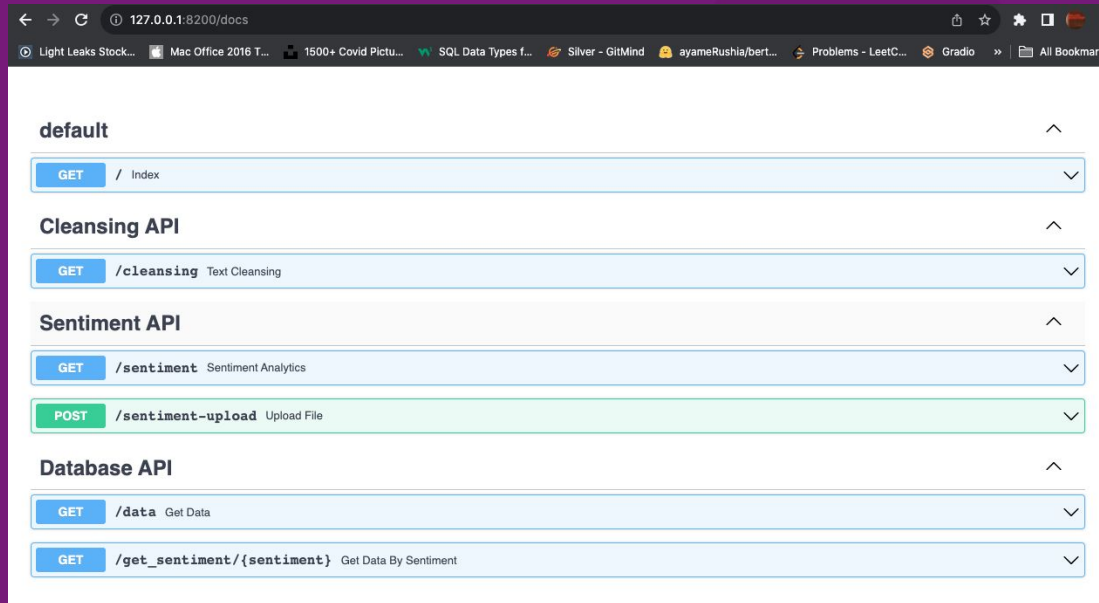 127.0.0.1:8200/docs
Light Leaks Stock... Mac Office 2016 T... 1500+ Covid Pictu... SQL Data Types f... Silver - GitMind ayameRushia/bert... Problems - LeetC... Gradio » All Bookmar
default
GET / Index
Cleansing API
GET /cleansing Text Cleansing
Sentiment API
GET /sentiment Sentiment Analytics
POST /sentiment-upload Upload File
Database API
GET /data Get Data
GET /get_sentiment/{sentiment} Get Data By Sentiment